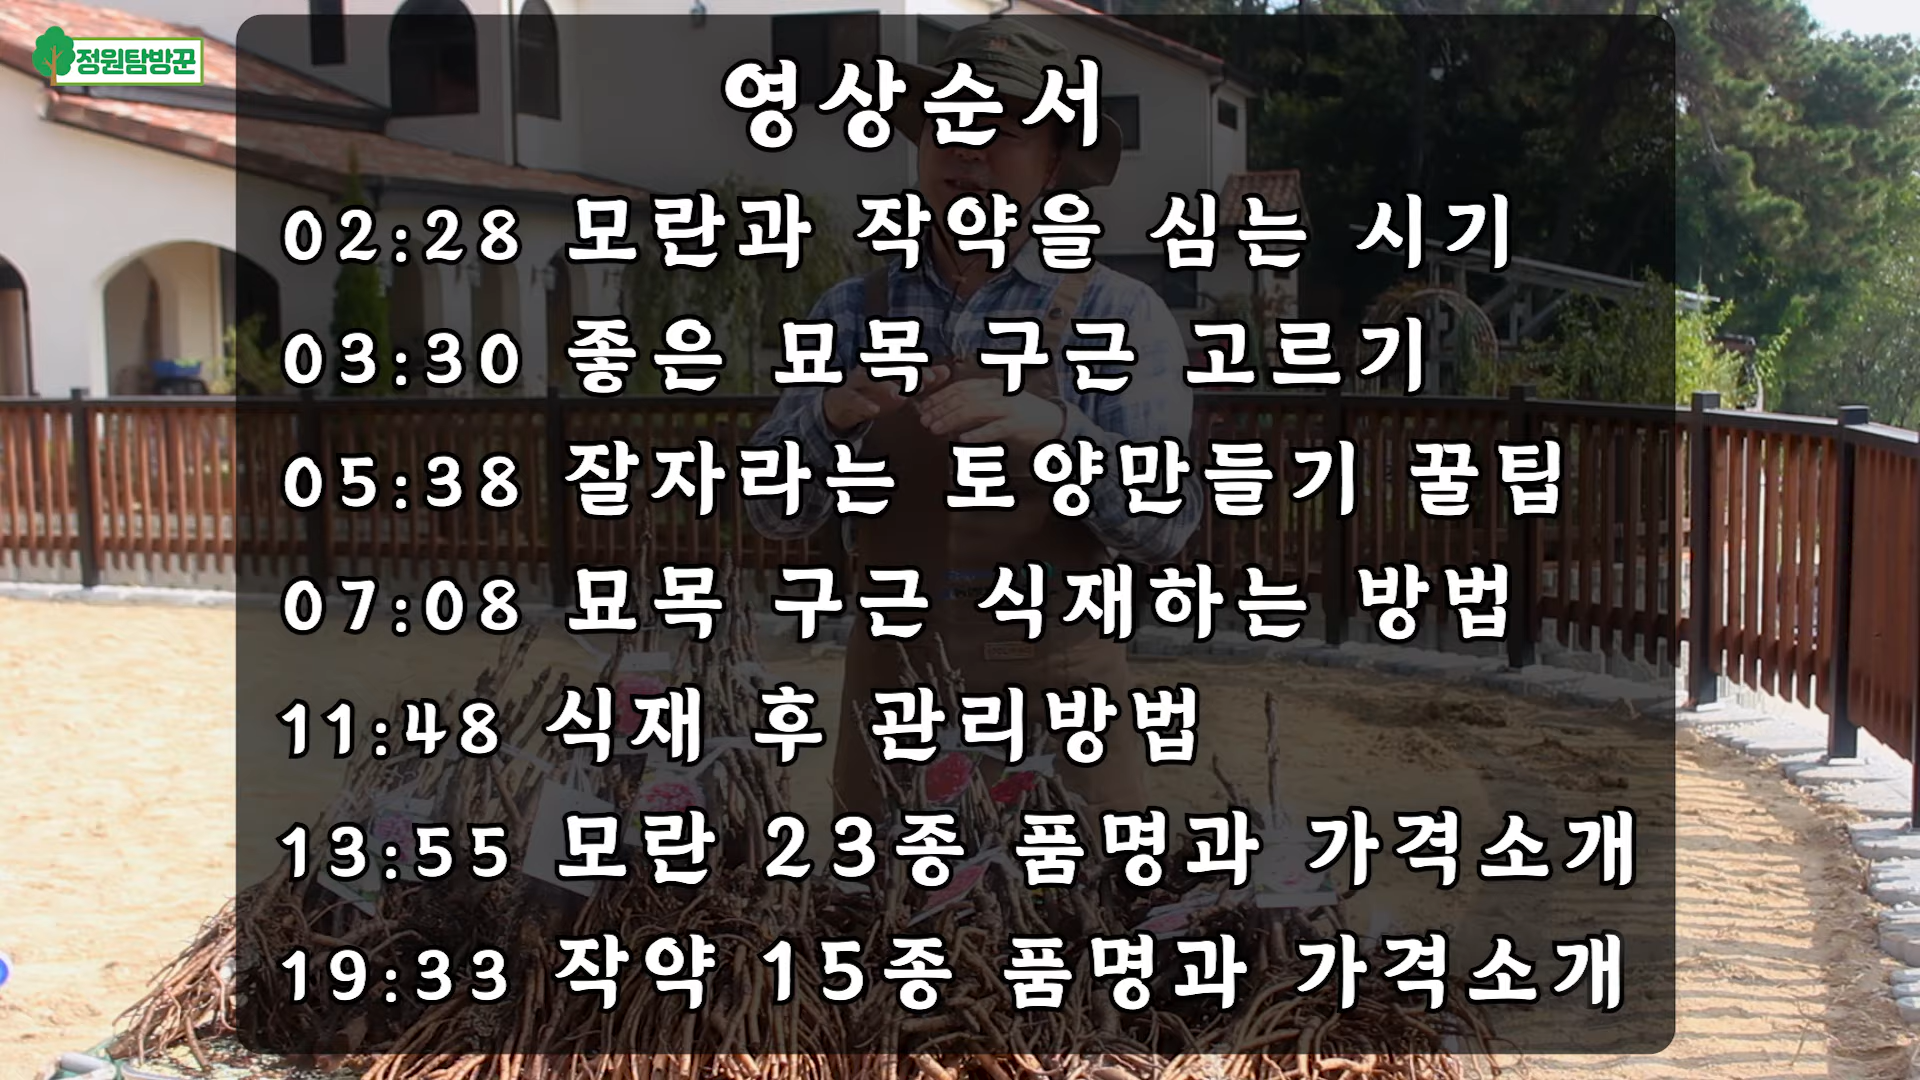 정원탐방꾼
영상순서
02:28 모란과 작약을 심는 시기
03:30 좋은 묘목 구근 고르기
05:38 잘자라는 토양만들기 꿀팁
07:08 묘목 구근 식재하는 방법
11:48 식재 후 관리방법
13:55 모란 23종 품명과 가격소개
19:33 작약 15종 품명과 가격소개